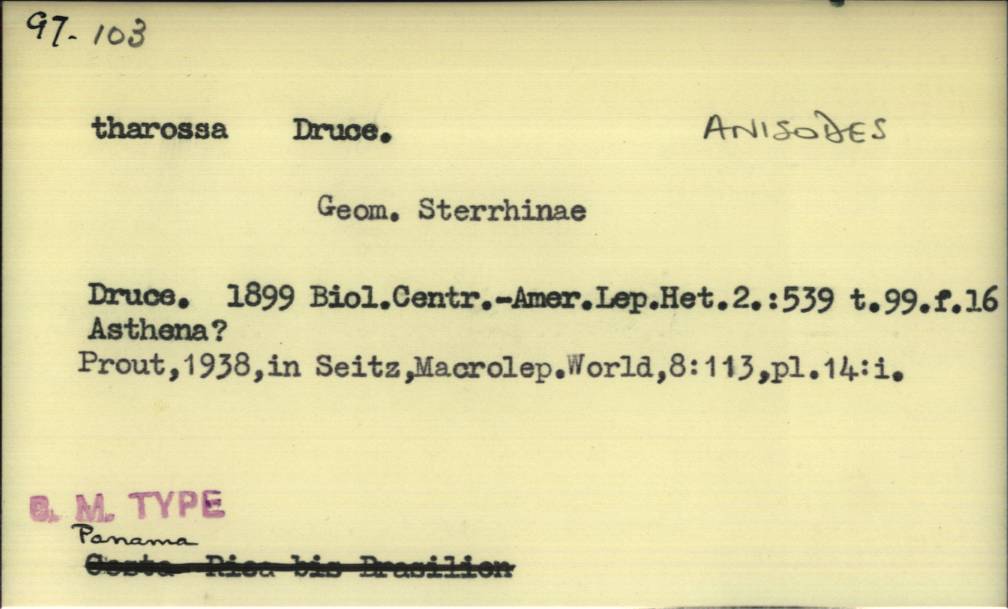 97-103
tharossa Druce. ANISODES
Geom. Sterrhinae
Druce. 1899 Biol.Centr.-Amer.Lep.Het.2.:539 t.99.f.16
Asthena?
Prout,1938,in Seitz,Macrolep.World,8:113,pl.14:i.
B. M. TYPE
Panama
Costa Rica bis Brasilien